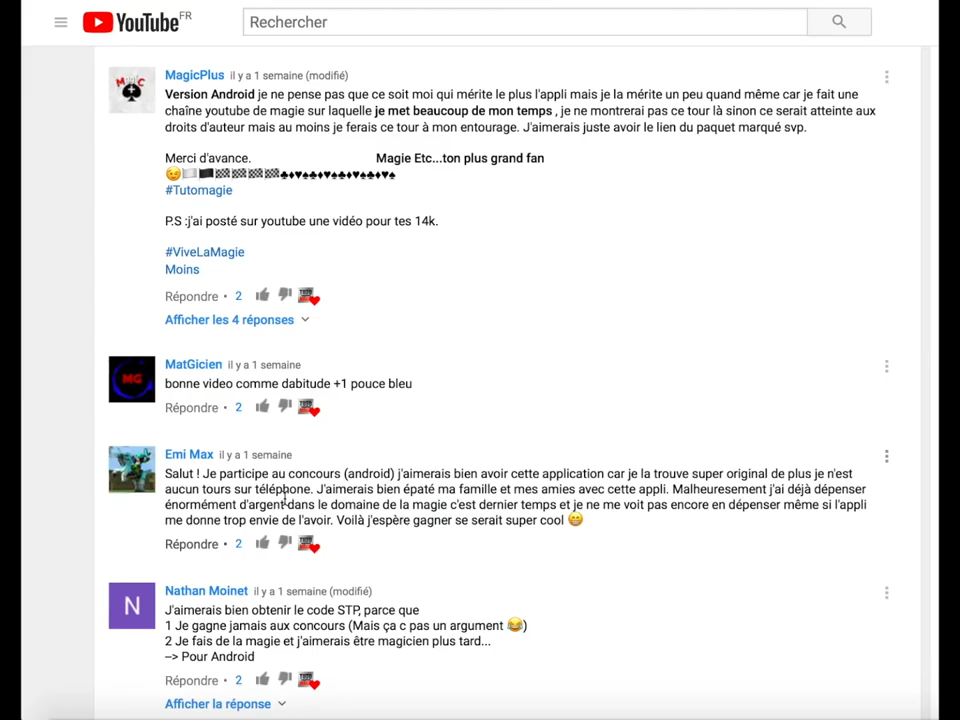 YouTube FR
Rechercher
MagicPlus il y a 1 semaine (modifié)
Version Android je ne pense pas que ce soit moi qui mérite le plus l'appli mais je la mérite un peu quand même car je fait une
chaîne youtube de magie sur laquelle je met beaucoup de mon temps , je ne montrerai pas ce tour là sinon ce serait atteinte aux
droits d'auteur mais au moins je ferais ce tour à mon entourage. J'aimerais juste avoir le lien du paquet marqué svp.
Merci d'avance. Magie Etc...ton plus grand fan
😉🏳🏴🏁🏁🏁🏁♣♦♥♠♣♦♥♠♣♦♥♠♣♦♥♠
#Tutomagie
P.S :j'ai posté sur youtube une vidéo pour tes 14k.
#ViveLaMagie
Moins
Répondre • 2
Afficher les 4 réponses
MG
MatGicien il y a 1 semaine
bonne video comme dabitude +1 pouce bleu
Répondre • 2
Emi Max il y a 1 semaine
Salut ! Je participe au concours (android) j'aimerais bien avoir cette application car je la trouve super original de plus je n'est
aucun tours sur téléphone. J'aimerais bien épaté ma famille et mes amies avec cette appli. Malheuresement j'ai déjà dépenser
énormément d'argent dans le domaine de la magie c'est dernier temps et je ne me voit pas encore en dépenser même si l'appli
me donne trop envie de l'avoir. Voilà j'espère gagner se serait super cool 😁
Répondre • 2
N
Nathan Moinet il y a 1 semaine (modifié)
J'aimerais bien obtenir le code STP, parce que
1 Je gagne jamais aux concours (Mais ça c pas un argument 😂)
2 Je fais de la magie et j'aimerais être magicien plus tard...
--> Pour Android
Répondre • 2
Afficher la réponse